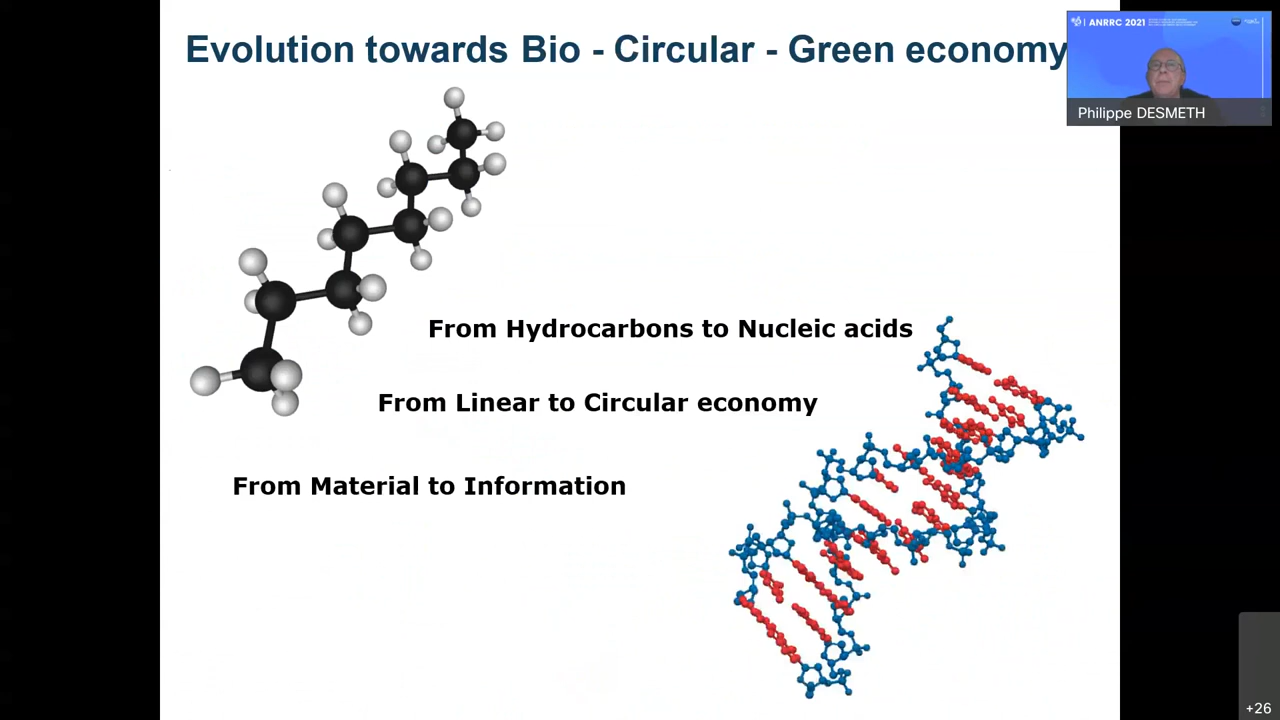 Evolution towards Bio - Circular - Green economy
ANRRC 2021
Philippe DESMETH
From Hydrocarbons to Nucleic acids
From Linear to Circular economy
From Material to Information
+26